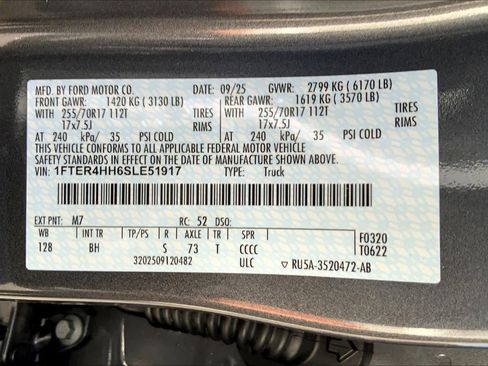 MFD. BY FORD MOTOR CO. DATE: 09/25 GVWR: 2799 KG ( 6170 LB)
FRONT GAWR: 1420 KG ( 3130 LB) REAR GAWR: 1619 KG ( 3570 LB)
WITH 255/70R17 112T TIRES WITH 255/70R17 112T TIRES
17x7.5J RIMS 17x7.5J RIMS
AT 240 kPa/ 35 PSI COLD AT 240 kPa/ 35 PSI COLD
THIS VEHICLE CONFORMS TO ALL APPLICABLE FEDERAL MOTOR VEHICLE
SAFETY STANDARDS IN EFFECT ON THE DATE OF MANUFACTURE SHOWN ABOVE.
VIN: 1FTER4HH6SLE51917 TYPE: Truck
EXT PNT: M7 RC: 52 DSO:
WB INT TR TP/PS R AXLE TR SPR F0320
128 BH S 73 T CCCC T0622
3202509120482 ULC ▽ RU5A-3520472-AB